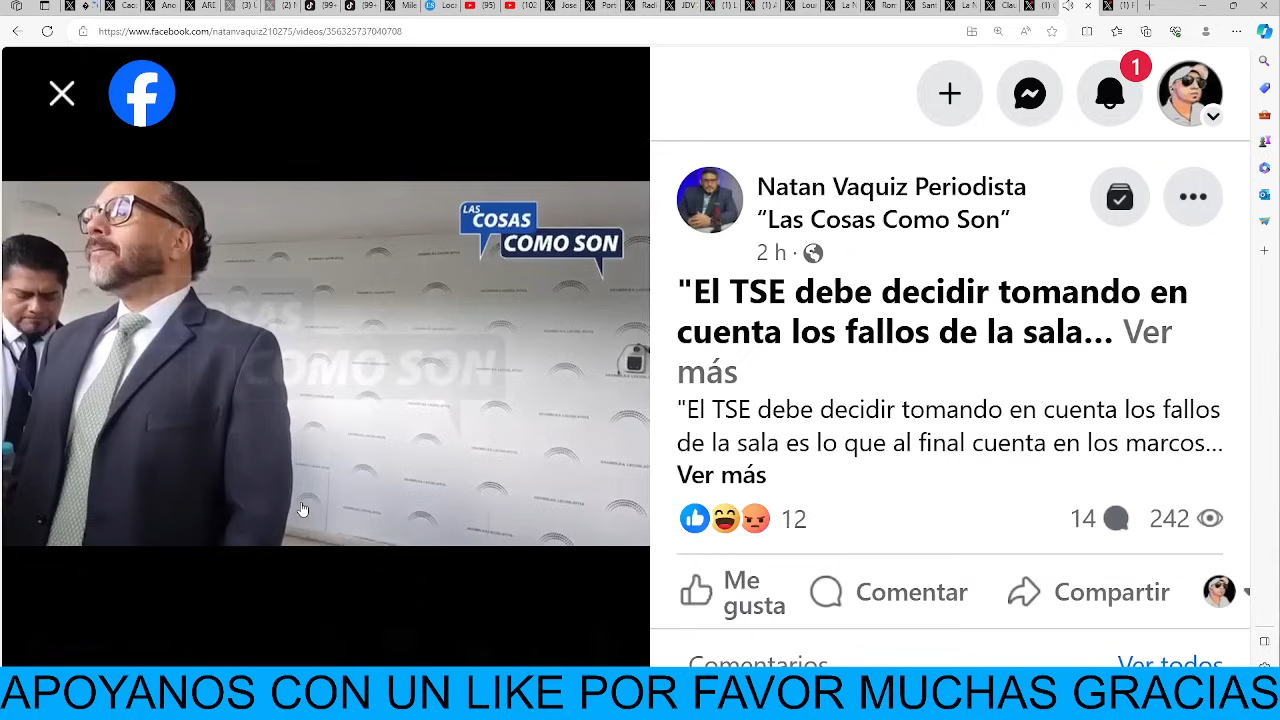 https://www.facebook.com/natanvaquiz210275/videos/356325737040708
1
LAS
COSAS
COMO SON
COMO SON
Natan Vaquiz Periodista
“Las Cosas Como Son”
2 h
"El TSE debe decidir tomando en
cuenta los fallos de la sala... Ver
más
"El TSE debe decidir tomando en cuenta los fallos
de la sala es lo que al final cuenta en los marcos...
Ver más
12
14
242
Me
gusta
Comentar
Compartir
Comentarios
Ver todos
APOYANOS CON UN LIKE POR FAVOR MUCHAS GRACIAS